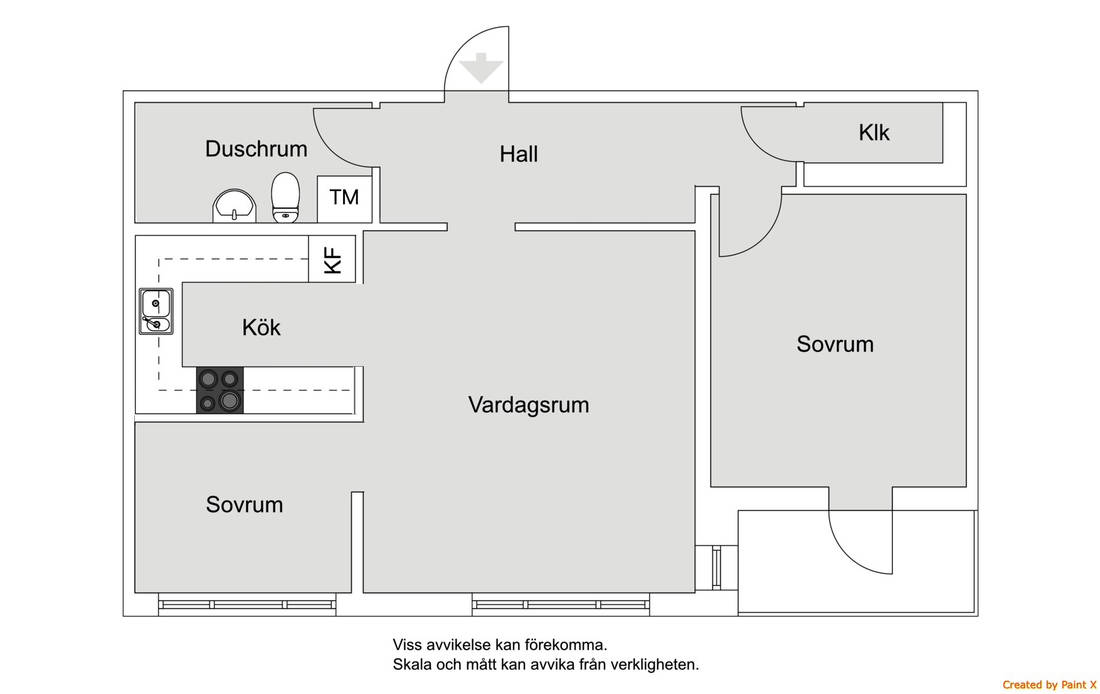 Duschrum
Hall
Klk
TM
KF
Kök
Sovrum
Vardagsrum
Sovrum
Viss avvikelse kan förekomma.
Skala och mått kan avvika från verkligheten.
Created by Paint X